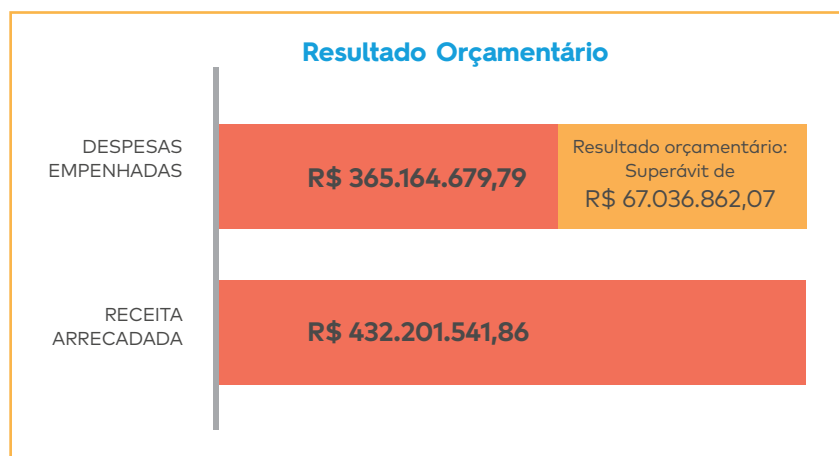 Resultado Orçamentário
DESPESAS
EMPENHADAS
R$ 365.164.679,79
Resultado orçamentário:
Superávit de
R$ 67.036.862,07
RECEITA
ARRECADADA
R$ 432.201.541,86